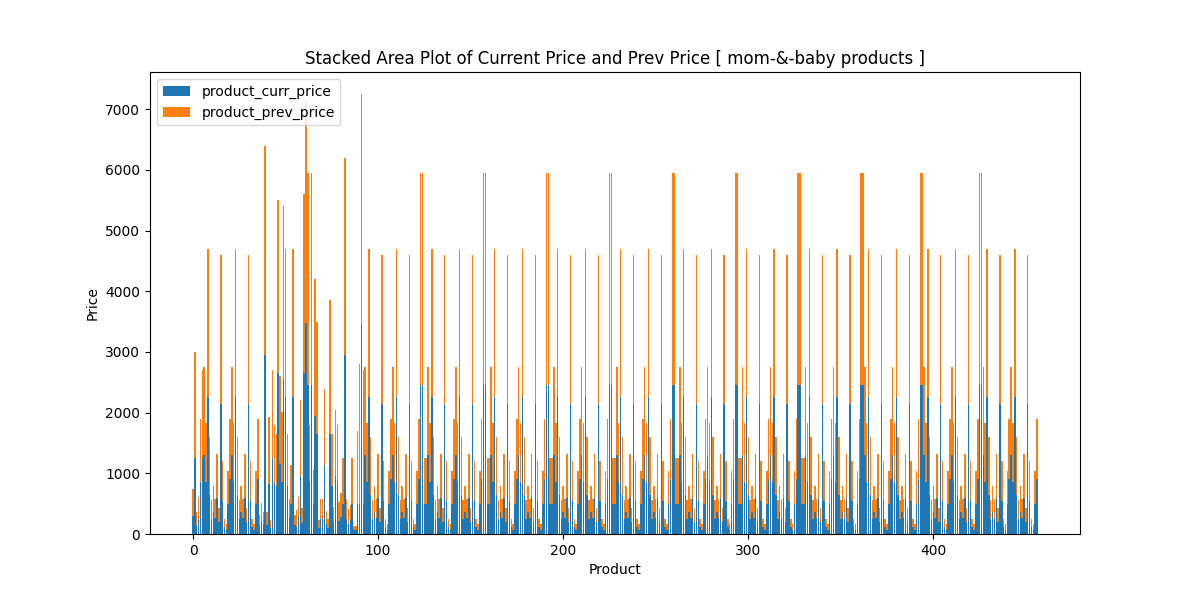 Stacked Area Plot of Current Price and Prev Price [ mom-&-baby products ]
product_curr_price
product_prev_price
7000
6000
5000
4000
3000
2000
1000
0
Price
0 100 200 300 400
Product